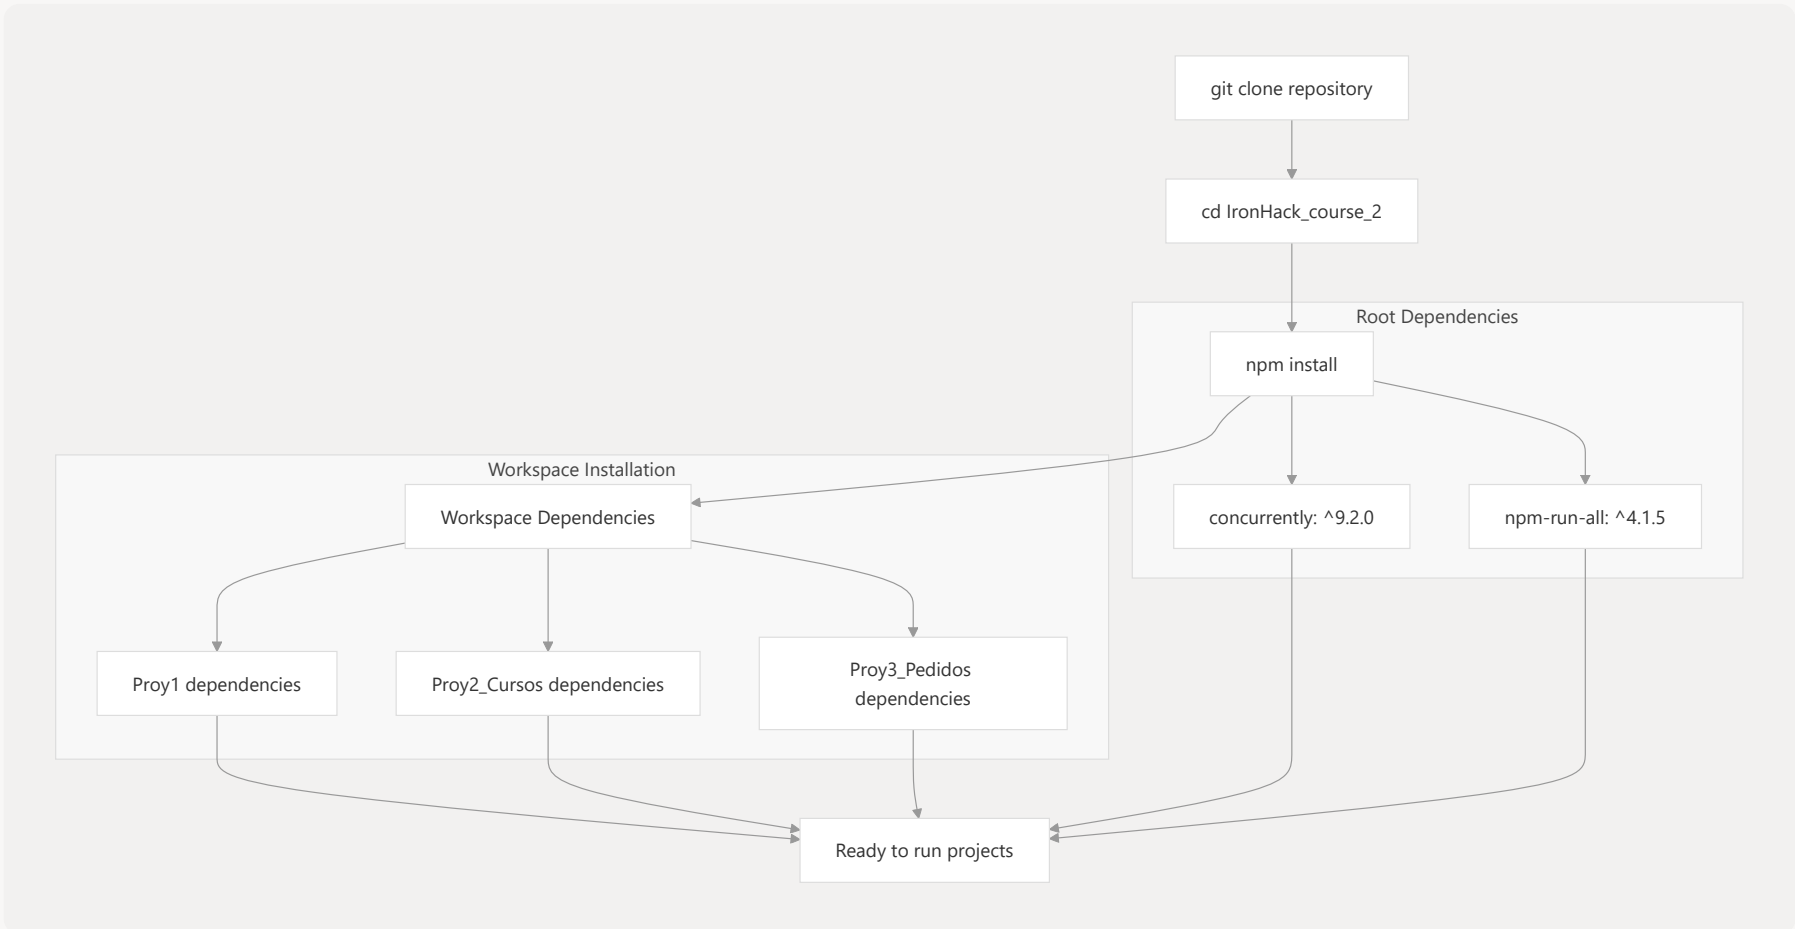 git clone repository
cd IronHack_course_2
Root Dependencies
npm install
Workspace Installation
Workspace Dependencies
concurrently: ^9.2.0
npm-run-all: ^4.1.5
Proy1 dependencies
Proy2_Cursos dependencies
Proy3_Pedidos
dependencies
Ready to run projects